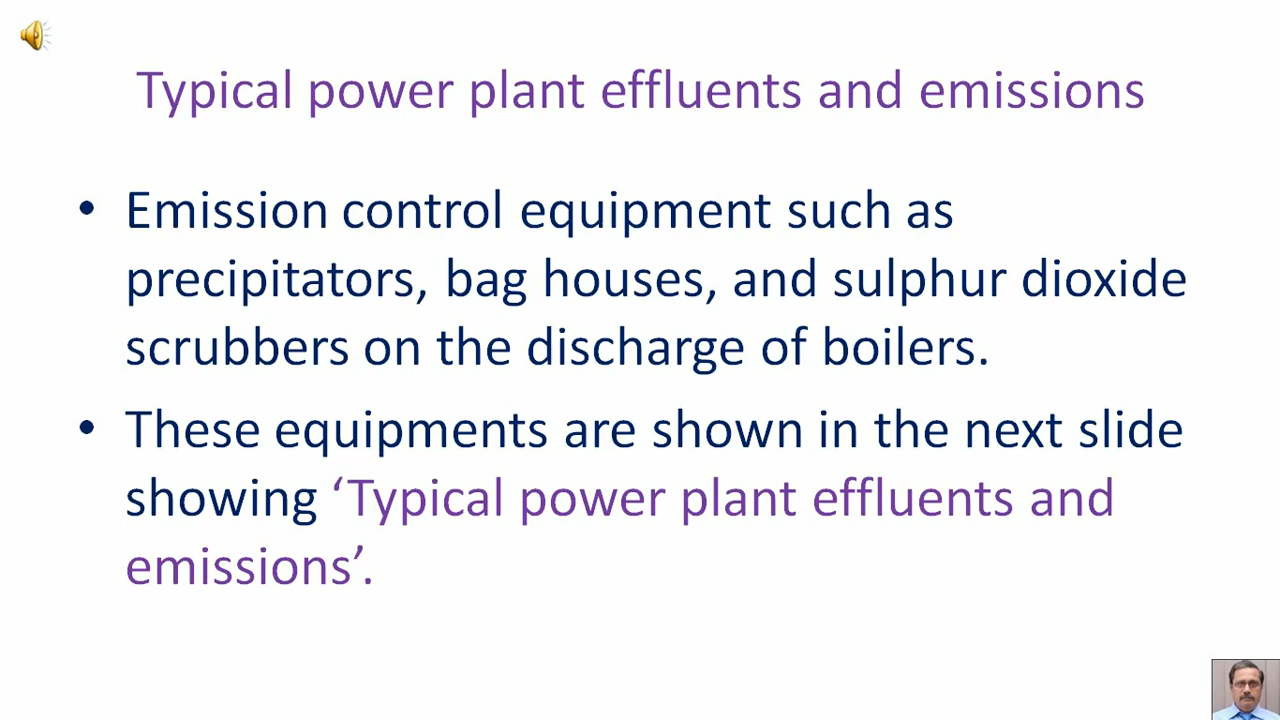 Typical power plant effluents and emissions
• Emission control equipment such as
precipitators, bag houses, and sulphur dioxide
scrubbers on the discharge of boilers.
• These equipments are shown in the next slide
showing ‘Typical power plant effluents and
emissions’.